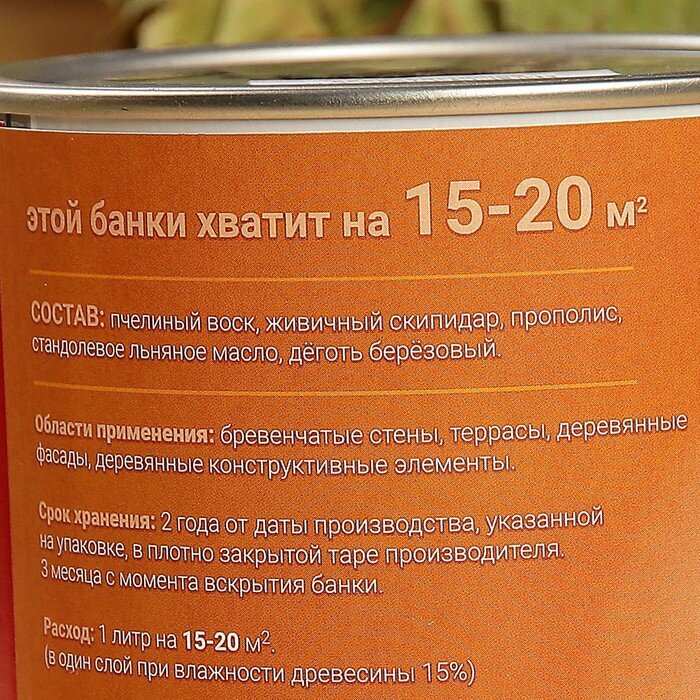 этой банки хватит на 15-20 м²
СОСТАВ: пчелиный воск, живичный скипидар, прополис,
стандолевое льняное масло, дёготь берёзовый.
Области применения: бревенчатые стены, террасы, деревянные
фасады, деревянные конструктивные элементы.
Срок хранения: 2 года от даты производства, указанной
на упаковке, в плотно закрытой таре производителя.
3 месяца с момента вскрытия банки.
Расход: 1 литр на 15-20 м².
(в один слой при влажности древесины 15%)